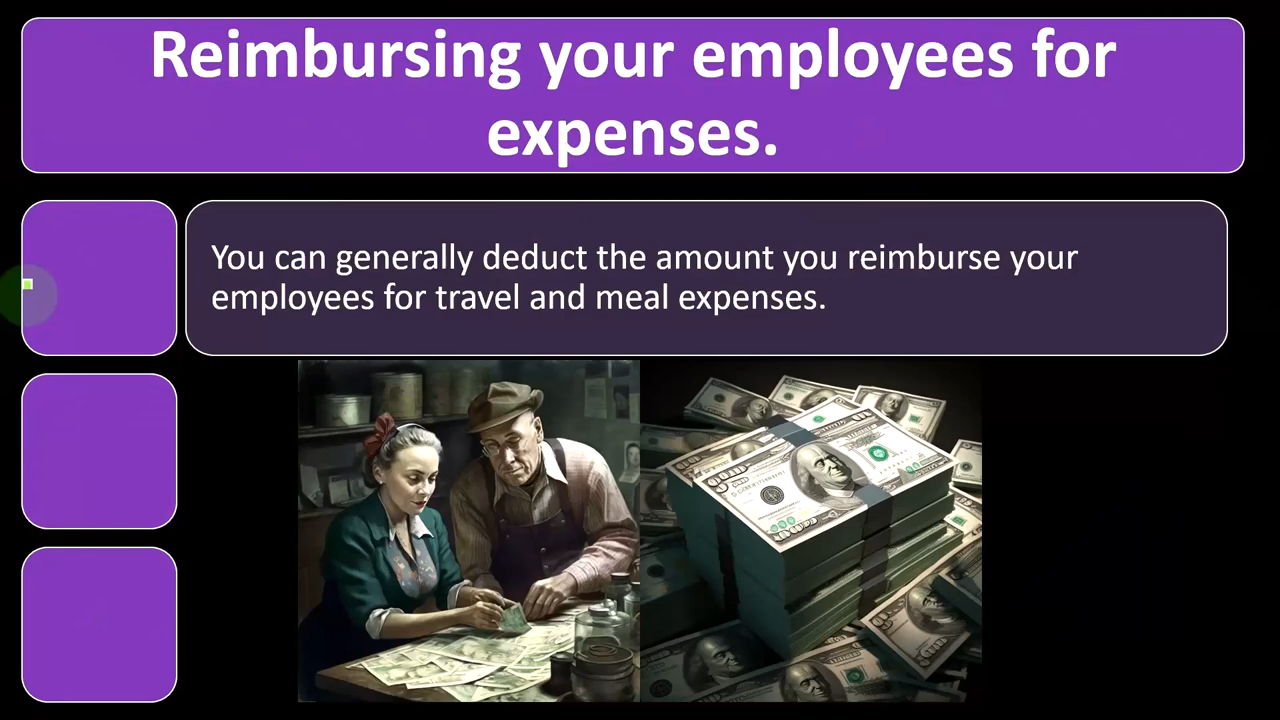 Reimbursing your employees for
expenses.
You can generally deduct the amount you reimburse your
employees for travel and meal expenses.